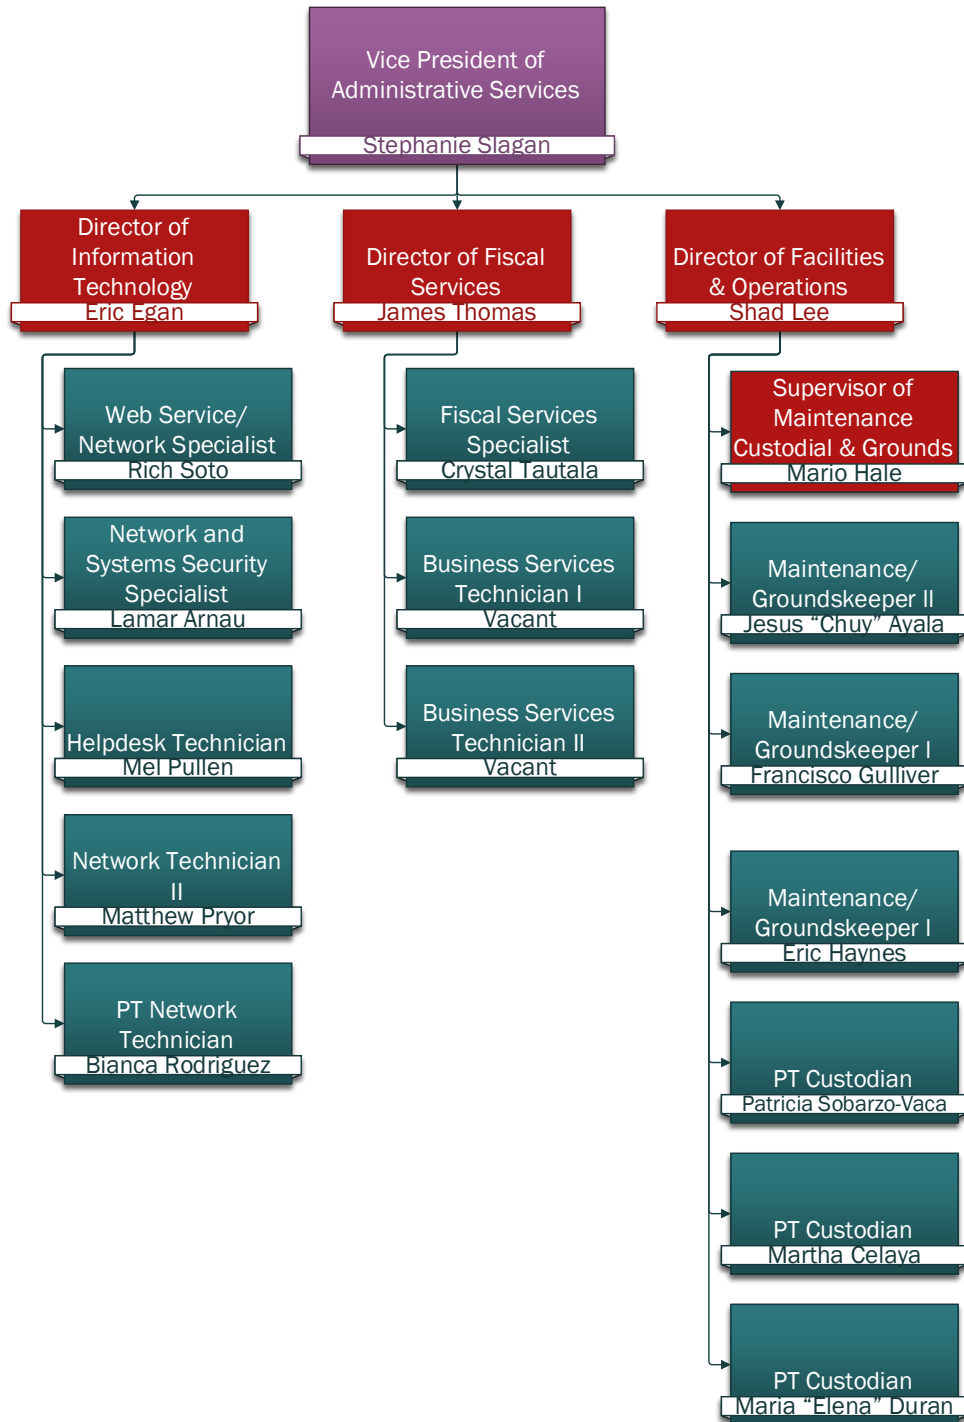 Vice President of
Administrative Services
Stephanie Slagan
Director of
Information
Technology
Eric Egan
Director of Fiscal
Services
James Thomas
Director of Facilities
& Operations
Shad Lee
Web Service/
Network Specialist
Rich Soto
Network and
Systems Security
Specialist
Lamar Arnau
Helpdesk Technician
Mel Pullen
Network Technician
II
Matthew Pryor
PT Network
Technician
Bianca Rodriguez
Fiscal Services
Specialist
Crystal Tautala
Business Services
Technician I
Vacant
Business Services
Technician II
Vacant
Supervisor of
Maintenance
Custodial & Grounds
Mario Hale
Maintenance/
Groundskeeper II
Jesus “Chuy” Ayala
Maintenance/
Groundskeeper I
Francisco Gulliver
Maintenance/
Groundskeeper I
Eric Haynes
PT Custodian
Patricia Sobarzo-Vaca
PT Custodian
Martha Celaya
PT Custodian
Maria “Elena” Duran